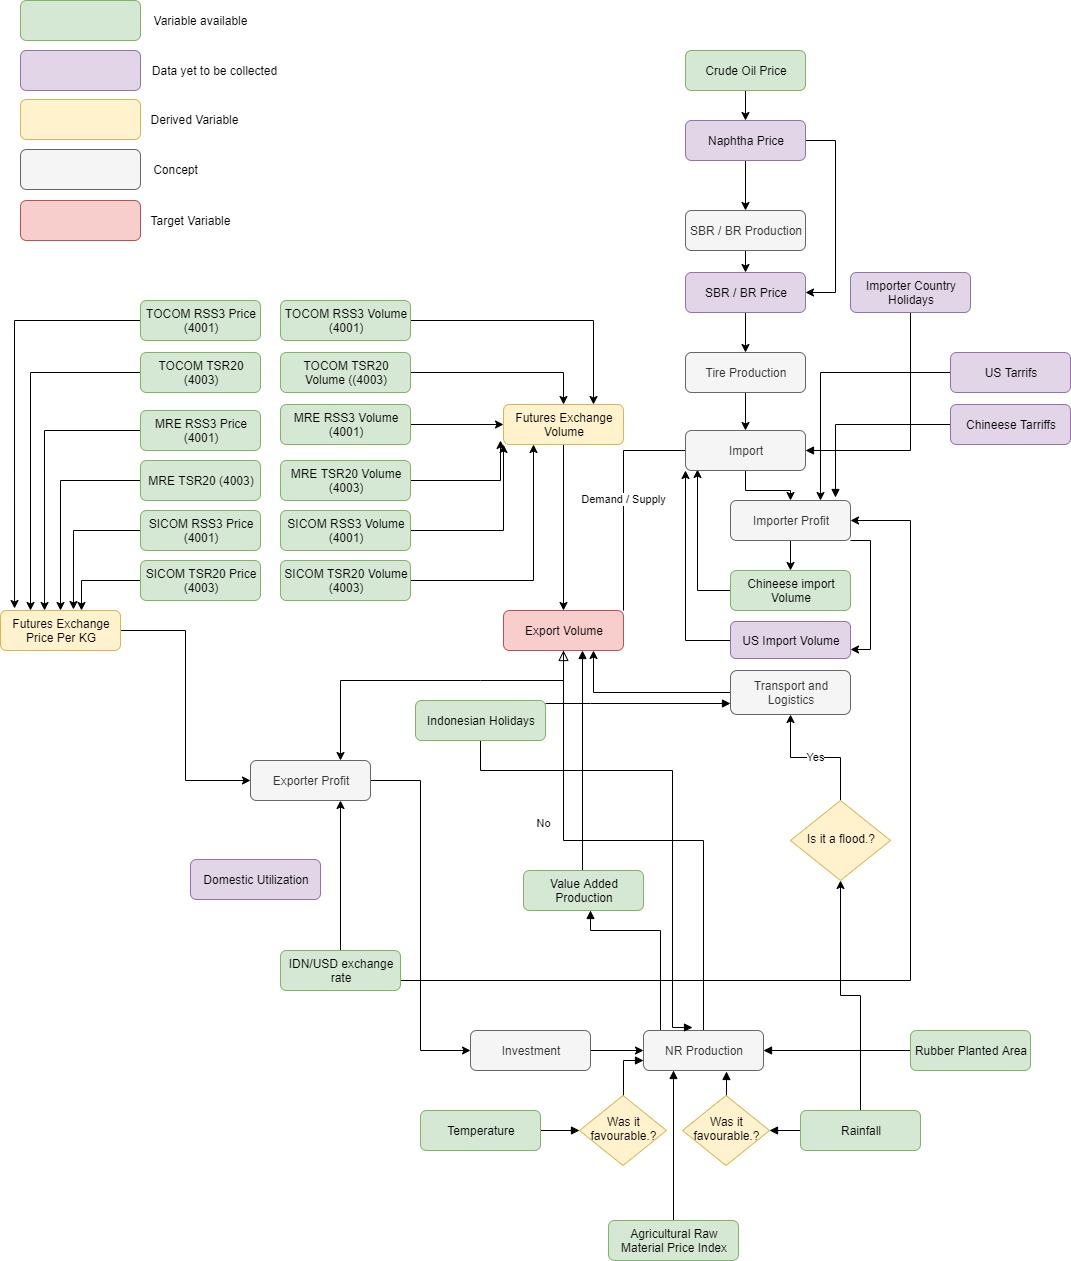 Variable available
Data yet to be collected
Derived Variable
Concept
Target Variable
Crude Oil Price
Naphtha Price
SBR / BR Production
SBR / BR Price
Importer Country
Holidays
TOCOM RSS3 Price
(4001)
TOCOM RSS3 Volume
(4001)
TOCOM TSR20
(4003)
TOCOM TSR20
Volume ((4003)
Tire Production
US Tarrifs
MRE RSS3 Price
(4001)
MRE RSS3 Volume
(4001)
Futures Exchange
Volume
Chineese Tarriffs
Import
MRE TSR20 (4003)
MRE TSR20 Volume
(4003)
Demand / Supply
SICOM RSS3 Price
(4001)
SICOM RSS3 Volume
(4001)
Importer Profit
SICOM TSR20 Price
(4003)
SICOM TSR20 Volume
(4003)
Chineese import
Volume
Futures Exchange
Price Per KG
Export Volume
US Import Volume
Transport and
Logistics
Indonesian Holidays
Yes
Exporter Profit
No
Is it a flood.?
Domestic Utilization
Value Added
Production
IDN/USD exchange
rate
Investment
NR Production
Rubber Planted Area
Temperature
Was it
favourable.?
Was it
favourable.?
Rainfall
Agricultural Raw
Material Price Index